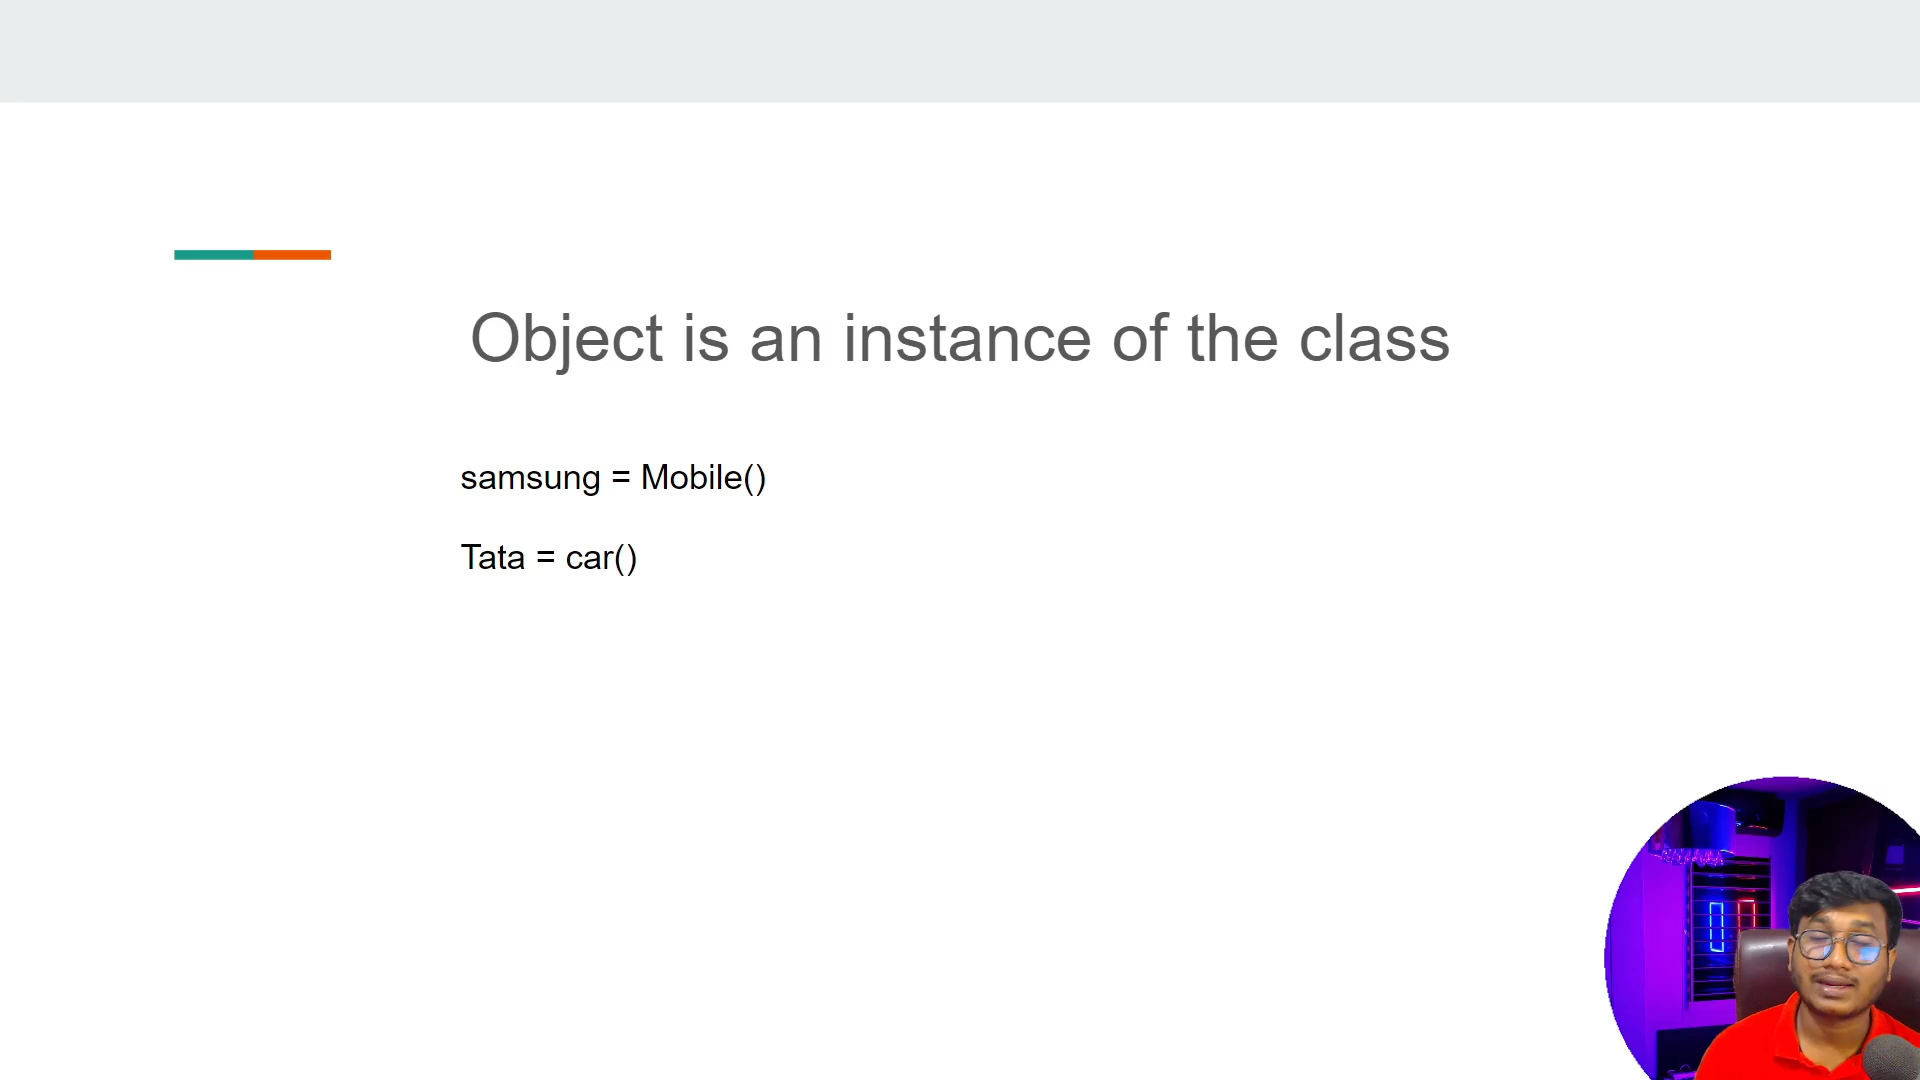 Object is an instance of the class
samsung = Mobile()
Tata = car()